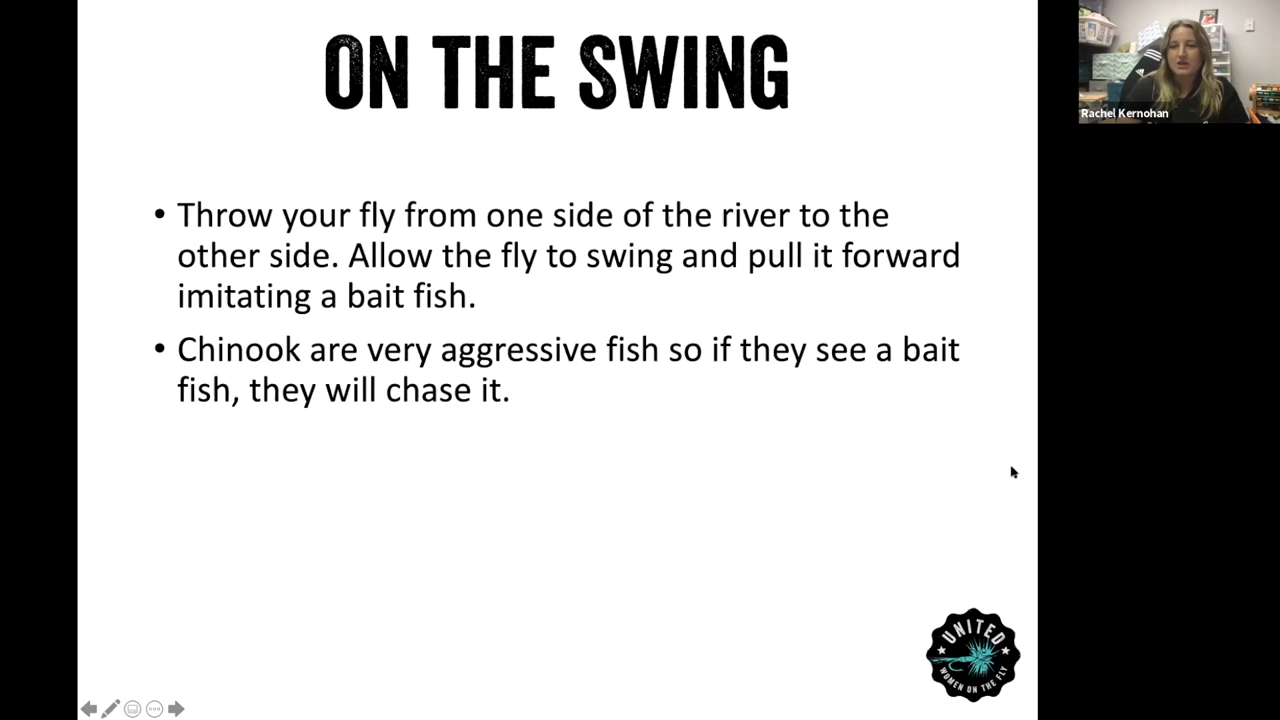 ON THE SWING
• Throw your fly from one side of the river to the
other side. Allow the fly to swing and pull it forward
imitating a bait fish.
• Chinook are very aggressive fish so if they see a bait
fish, they will chase it.
Rachel Kernohan
UNITED
WOMEN ON THE FLY